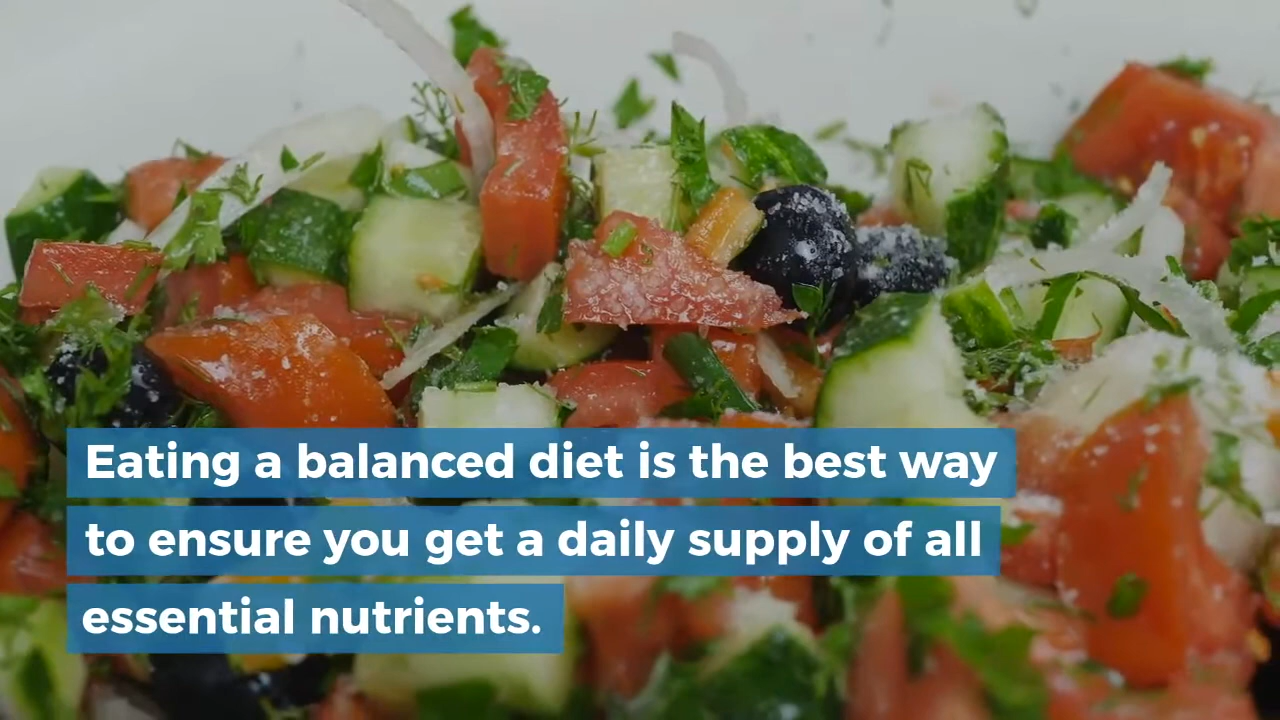 Eating a balanced diet is the best way
to ensure you get a daily supply of all
essential nutrients.